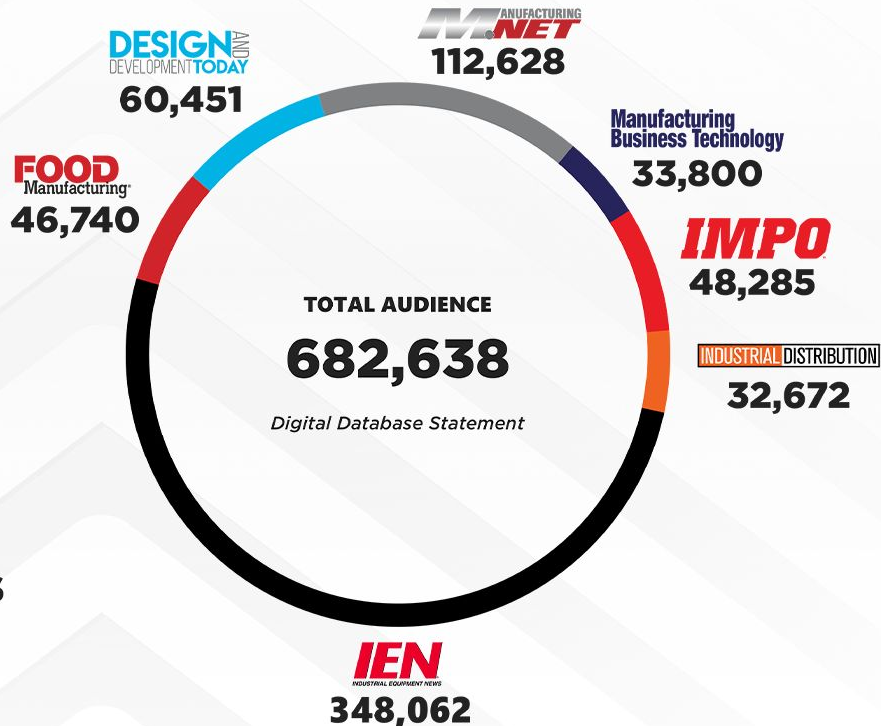 MANUFACTURING
.NET
112,628
DESIGN AND
DEVELOPMENT TODAY
60,451
Manufacturing
Business Technology
33,800
FOOD
Manufacturing®
46,740
IMPO
48,285
TOTAL AUDIENCE
682,638
Digital Database Statement
INDUSTRIAL DISTRIBUTION
32,672
IEN
INDUSTRIAL EQUIPMENT NEWS
348,062